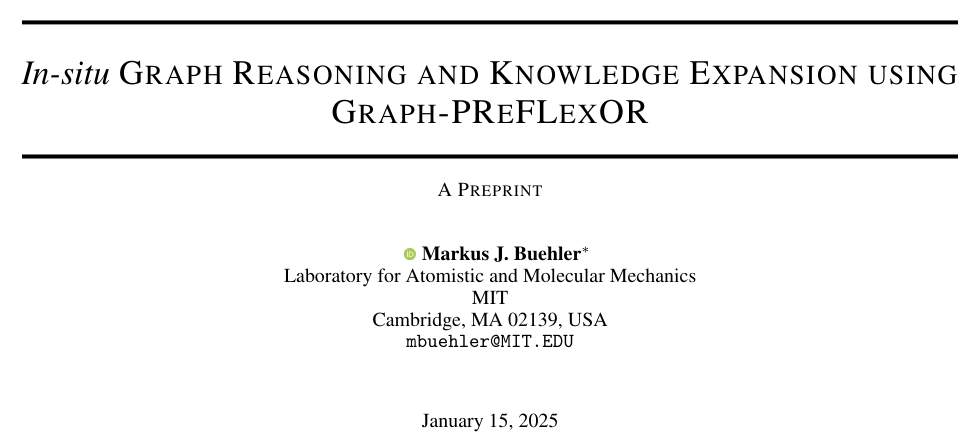 In-situ GRAPH REASONING AND KNOWLEDGE EXPANSION USING
GRAPH-PREFLEXOR
A PREPRINT
iD Markus J. Buehler*
Laboratory for Atomistic and Molecular Mechanics
MIT
Cambridge, MA 02139, USA
mbuehler@MIT.EDU
January 15, 2025